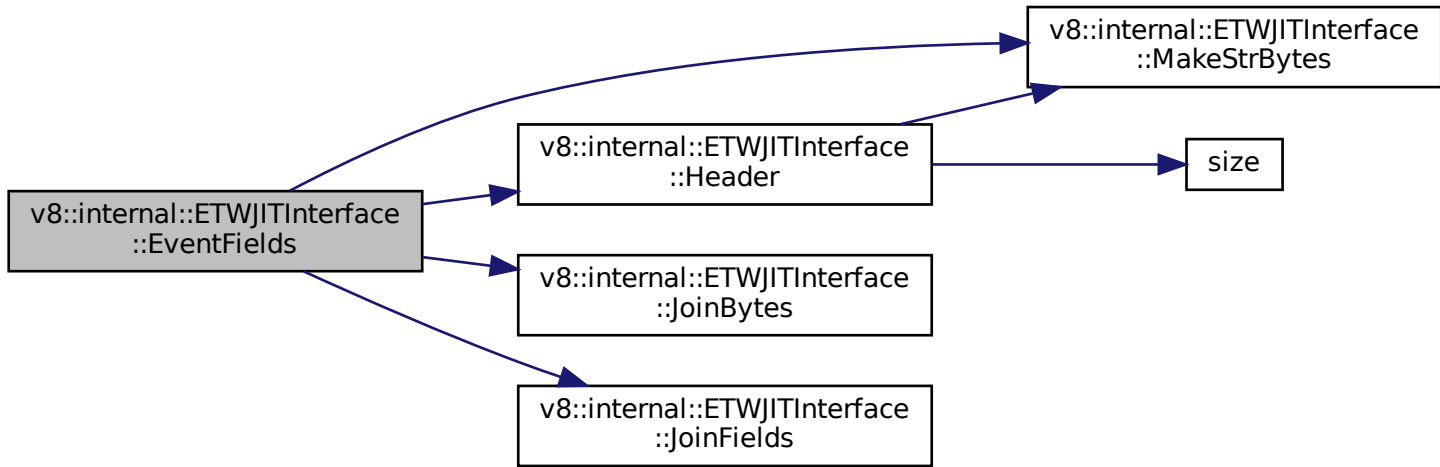 v8::internal::ETWJITInterface
::EventFields
v8::internal::ETWJITInterface
::MakeStrBytes
v8::internal::ETWJITInterface
::Header
size
v8::internal::ETWJITInterface
::JoinBytes
v8::internal::ETWJITInterface
::JoinFields